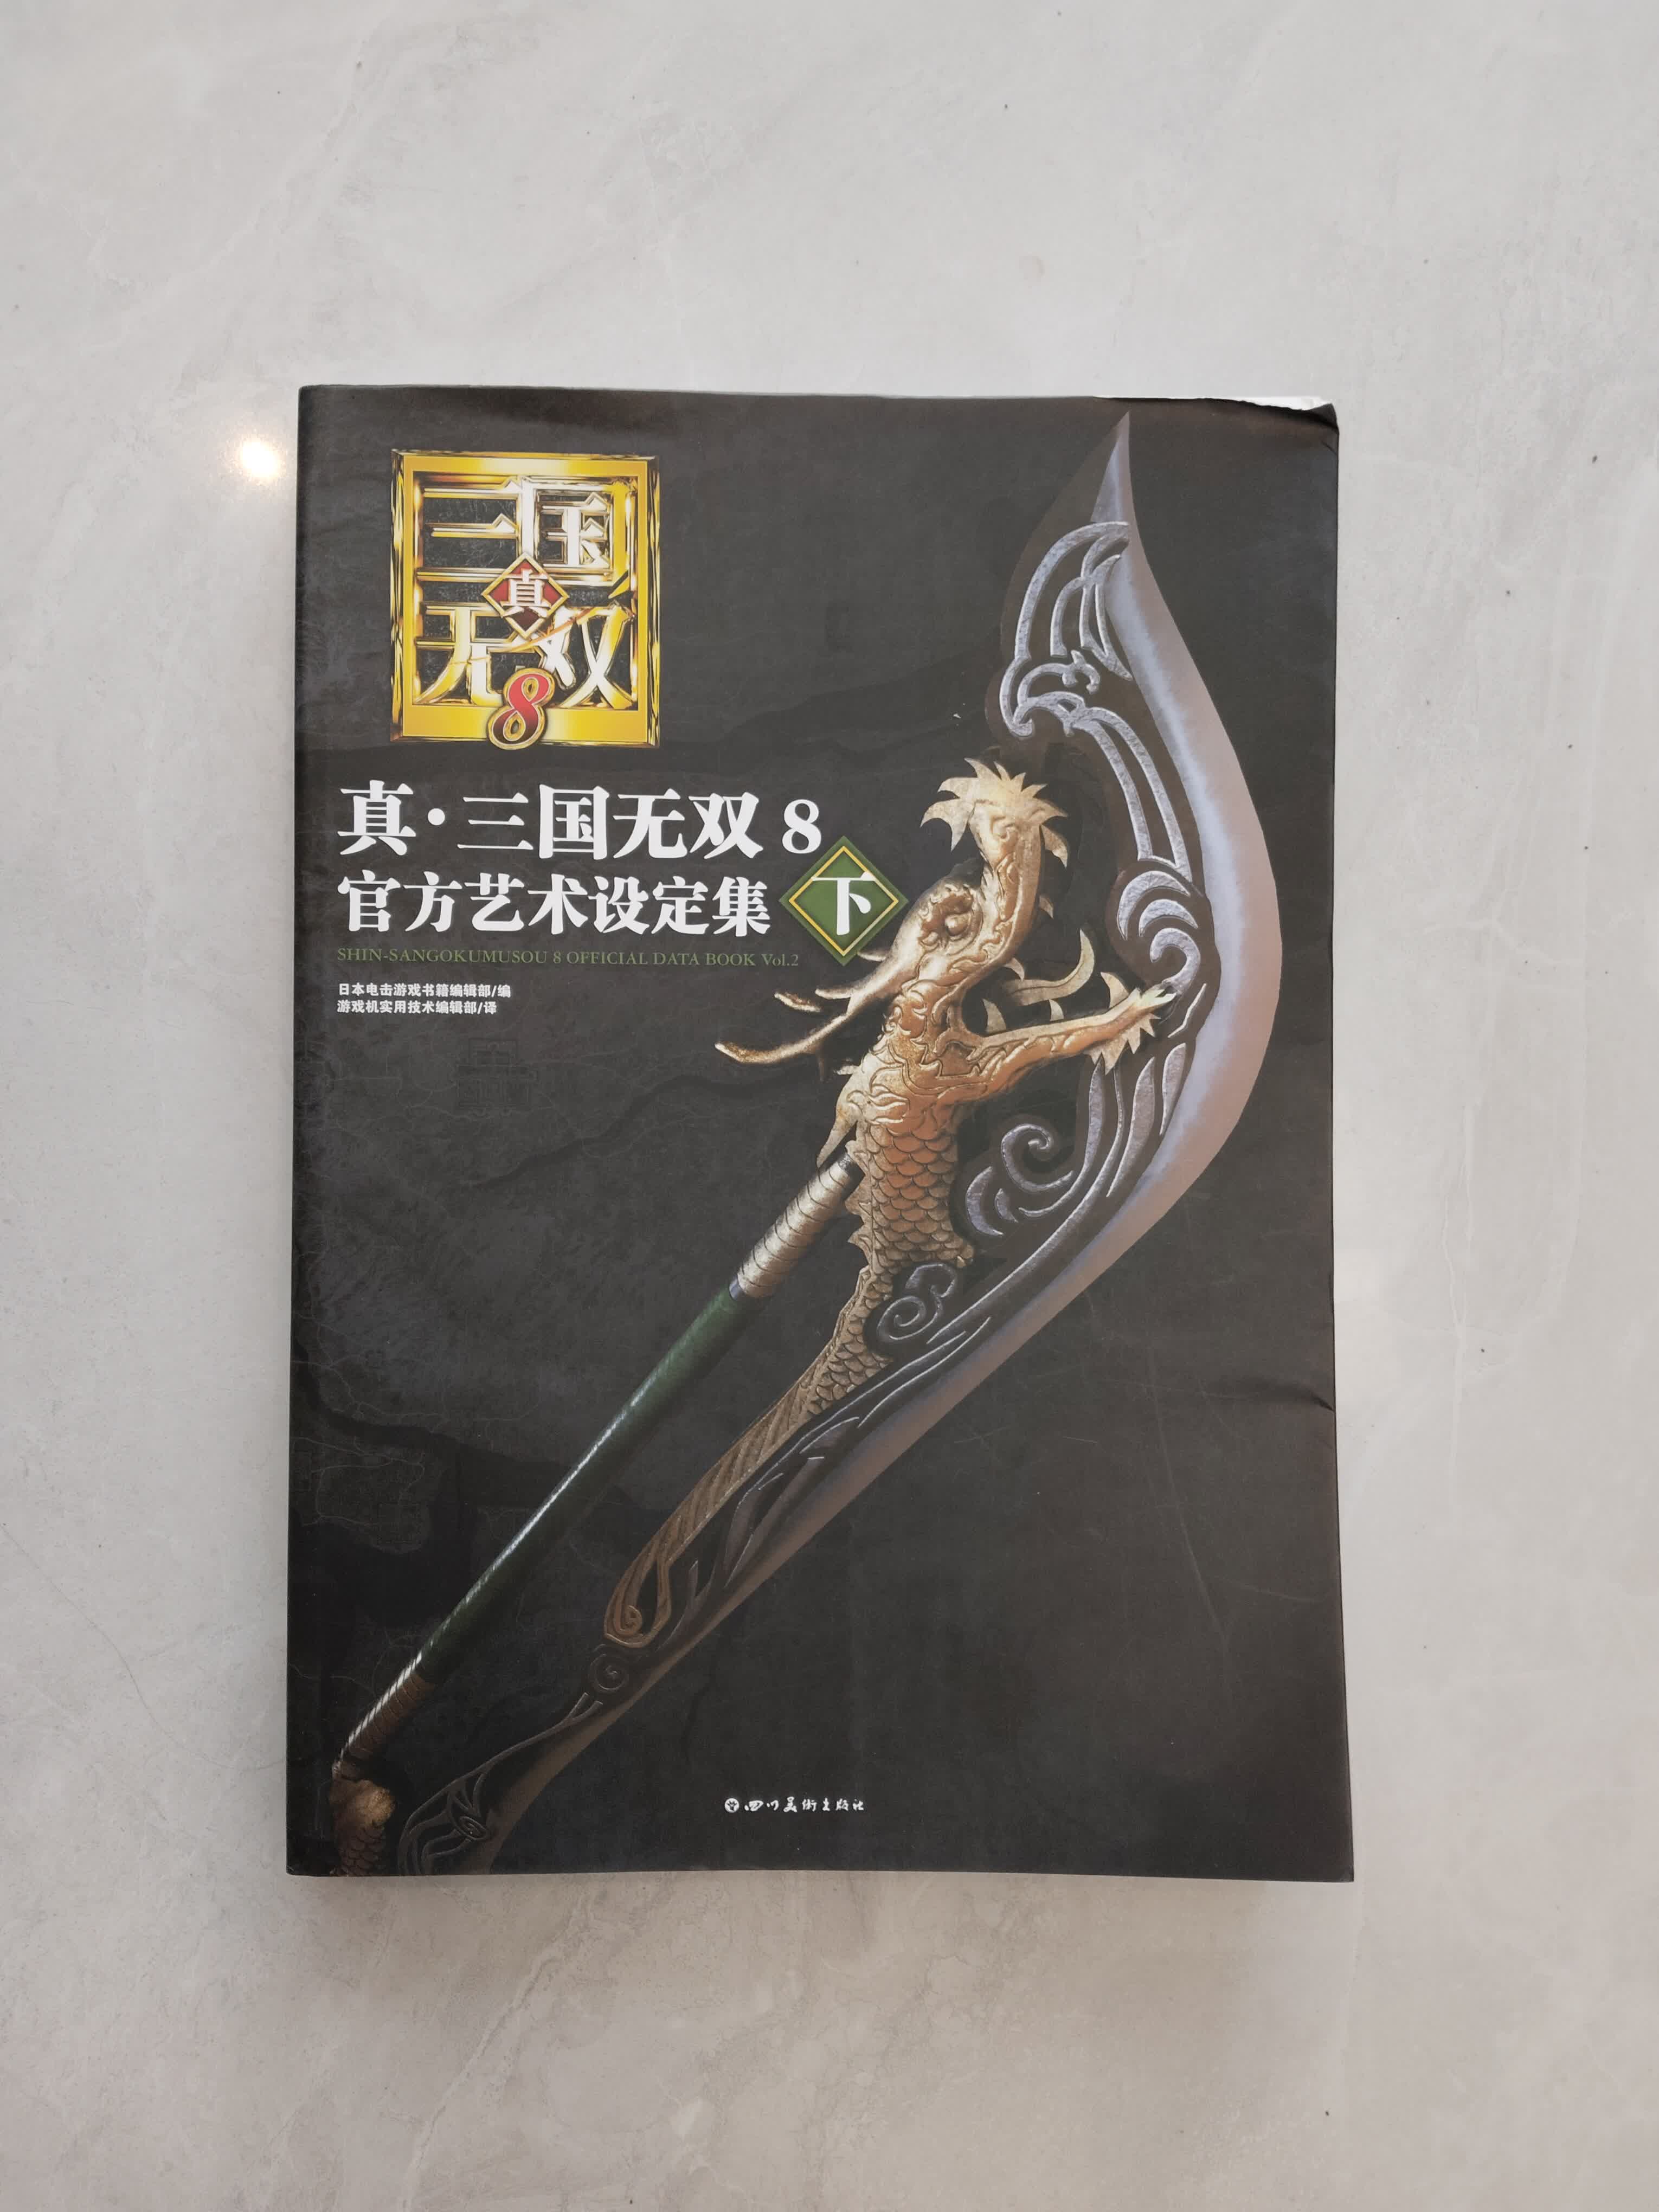 三国
真
无双
8
真·三国无双 8
官方艺术设定集 下
SHIN-SANGOKUMUSOU 8 OFFICIAL DATA BOOK Vol.2
日本电击游戏书籍编辑部/编
游戏机实用技术编辑部/译
四川美術出版社